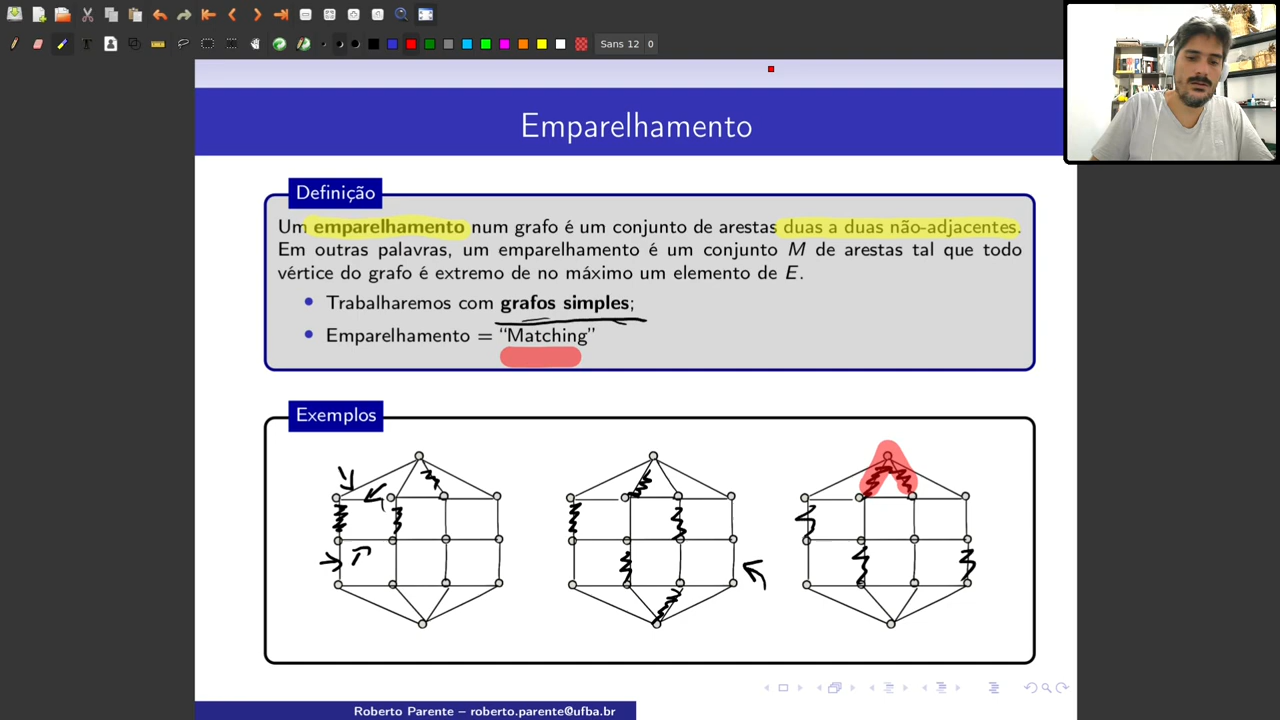 Sans 12 0
Emparelhamento
Definição
Um emparelhamento num grafo é um conjunto de arestas duas a duas não-adjacentes.
Em outras palavras, um emparelhamento é um conjunto M de arestas tal que todo
vértice do grafo é extremo de no máximo um elemento de E.
• Trabalharemos com grafos simples;
• Emparelhamento = “Matching”
Exemplos
Roberto Parente – roberto.parente@ufba.br